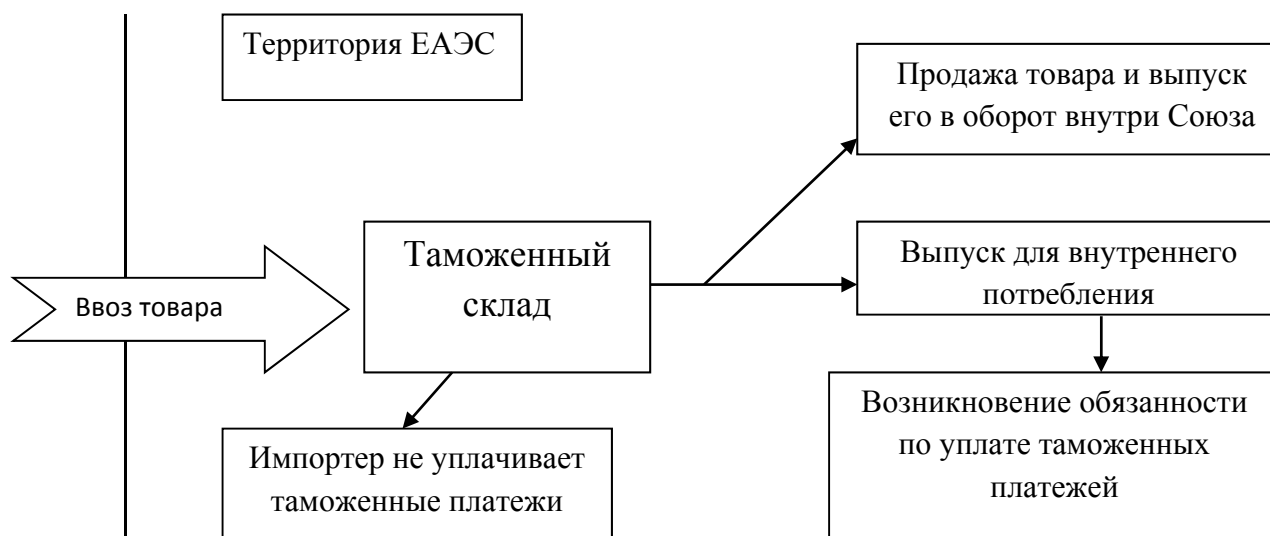 Территория ЕАЭС
Продажа товара и выпуск
его в оборот внутри Союза
Ввоз товара
Таможенный
склад
Выпуск для внутреннего
потребления
Импортер не уплачивает
таможенные платежи
Возникновение обязанности
по уплате таможенных
платежей